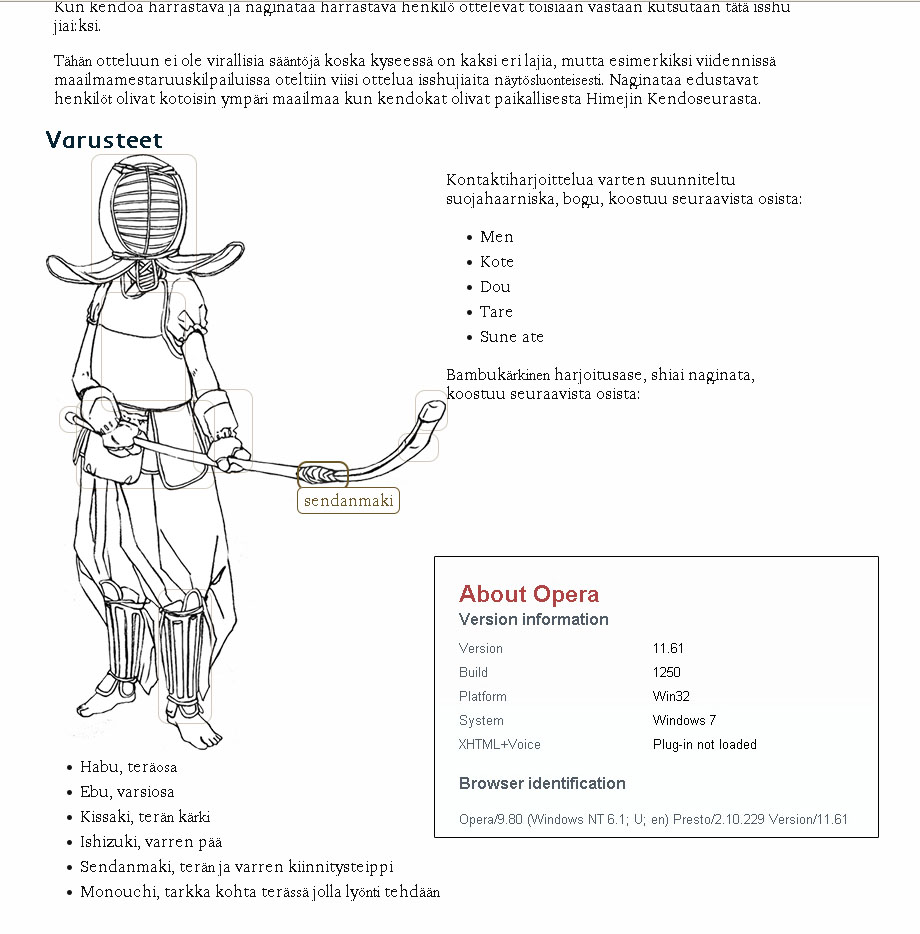 Kun kendoa harrastava ja naginataa harrastava henkilö ottelevat toisiaan vastaan kutsutaan tätä isshu
jiai:ksi.
Tähän otteluun ei ole virallisia sääntöjä koska kyseessä on kaksi eri lajia, mutta esimerkiksi viidennissä
maailmamestaruuskilpailuissa oteltiin viisi ottelua isshujiaita näytösluonteisesti. Naginataa edustavat
henkilöt olivat kotoisin ympäri maailmaa kun kendokat olivat paikallisesta Himejin Kendoseurasta.
Varusteet
Kontaktiharjoittelua varten suunniteltu
suojahaarniska, bogu, koostuu seuraavista osista:
• Men
• Kote
• Dou
• Tare
• Sune ate
Bambukärkinen harjoitusase, shiai naginata,
koostuu seuraavista osista:
sendanmaki
• Habu, teräosa
• Ebu, varsiosa
• Kissaki, terän kärki
• Ishizuki, varren pää
• Sendanmaki, terän ja varren kiinnitysteippi
• Monouchi, tarkka kohta terässä jolla lyönti tehdään
About Opera
Version information
Version 11.61
Build 1250
Platform Win32
System Windows 7
XHTML+Voice Plug-in not loaded
Browser identification
Opera/9.80 (Windows NT 6.1; U; en) Presto/2.10.229 Version/11.61